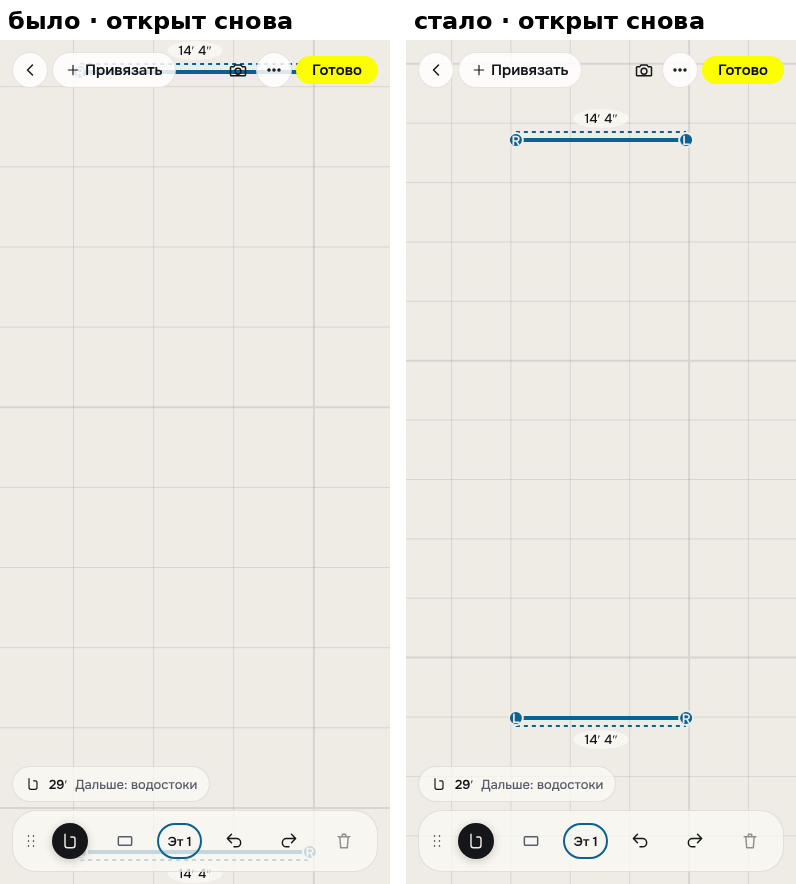 было · открыт снова
14′ 4″
Привязать
Готово
29′ Дальше: водостоки
Эт 1
R
14′ 4″
стало · открыт снова
Привязать
Готово
14′ 4″
R L
L R
14′ 4″
29′ Дальше: водостоки
Эт 1